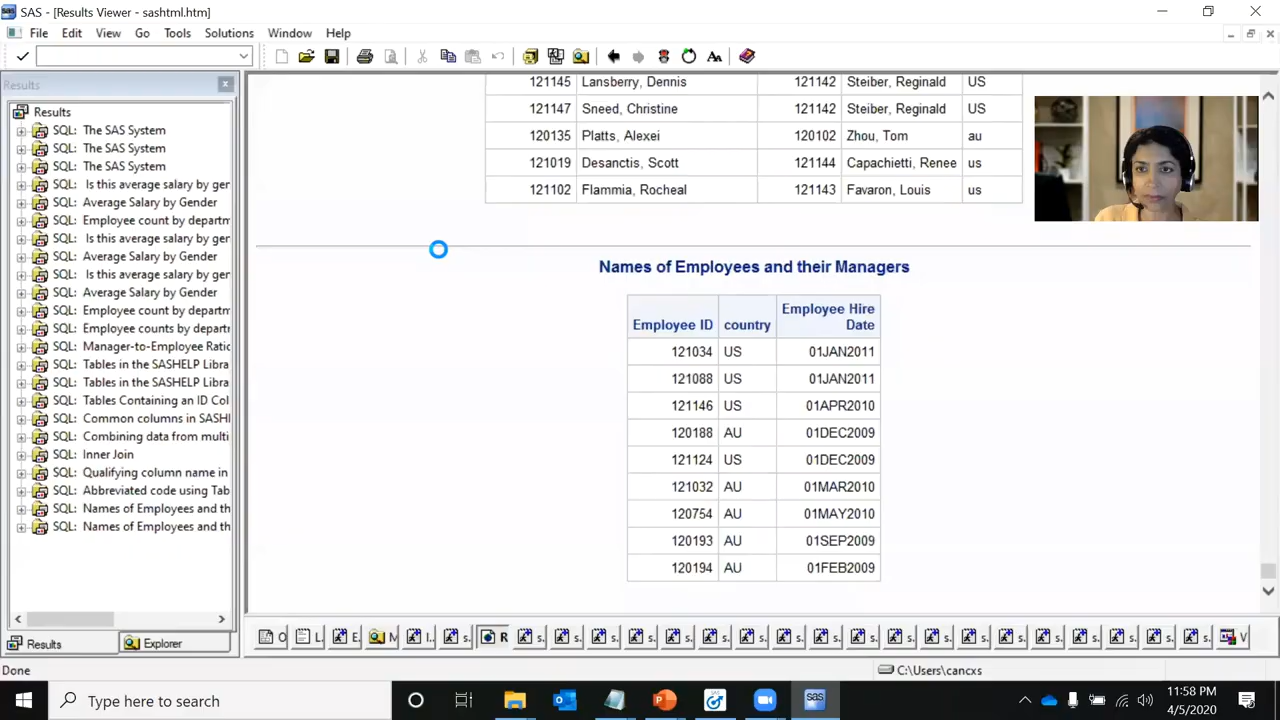 SAS - [Results Viewer - sashtml.htm]
File Edit View Go Tools Solutions Window Help
Results
Results
SQL: The SAS System
SQL: The SAS System
SQL: The SAS System
SQL: Is this average salary by ger
SQL: Average Salary by Gender
SQL: Employee count by departm
SQL: Is this average salary by ger
SQL: Average Salary by Gender
SQL: Is this average salary by ger
SQL: Average Salary by Gender
SQL: Employee count by departm
SQL: Employee counts by departr
SQL: Manager-to-Employee Ratio
SQL: Tables in the SASHELP Libra
SQL: Tables in the SASHELP Libra
SQL: Tables Containing an ID Col
SQL: Common columns in SASHI
SQL: Combining data from multi
SQL: Inner Join
SQL: Qualifying column name in
SQL: Abbreviated code using Tab
SQL: Names of Employees and th
SQL: Names of Employees and th
121145 Lansberry, Dennis 121142 Steiber, Reginald US
121147 Sneed, Christine 121142 Steiber, Reginald US
120135 Platts, Alexei 120102 Zhou, Tom au
121019 Desanctis, Scott 121144 Capachietti, Renee us
121102 Flammia, Rocheal 121143 Favaron, Louis us
Names of Employees and their Managers
Employee ID country Employee Hire
Date
121034 US 01JAN2011
121088 US 01JAN2011
121146 US 01APR2010
120188 AU 01DEC2009
121124 US 01DEC2009
121032 AU 01MAR2010
120754 AU 01MAY2010
120193 AU 01SEP2009
120194 AU 01FEB2009
Results Explorer
O L E. M I.. s. R s. s. s. s. s. s. s. s. s. s. s. s. s. s. s. s. s. s. s. V
Done C:\Users\cancxs
Type here to search
11:58 PM
4/5/2020